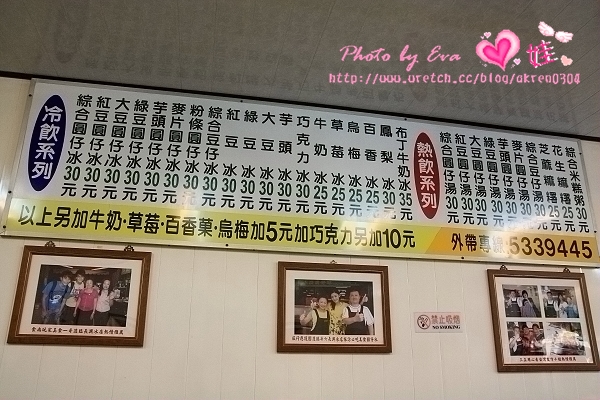 Photo by Eva 娃
http://www.wretch.cc/blog/akren0304
冷飲系列
綜合圓仔冰30元
紅豆圓仔冰30元
大豆圓仔冰30元
綠豆圓仔冰30元
芋頭圓仔冰30元
麥片圓仔冰30元
粉條圓仔冰30元
綜合豆仔冰30元
紅豆冰30元
綠豆冰30元
大豆冰30元
芋頭冰30元
巧克力冰30元
牛奶冰25元
草莓冰25元
烏梅冰25元
百香冰25元
鳳梨冰30元
布丁牛奶冰35元
熱飲系列
綜合圓仔湯30元
紅豆圓仔湯30元
大豆圓仔湯30元
綠豆圓仔湯30元
芋頭圓仔湯30元
麥片圓仔湯30元
綜合豆仔湯30元
芝麻糊25元
花生糊25元
綜合米糕粥30元
以上另加牛奶·草莓·百香菓·烏梅加5元加巧克力另加10元
外帶專線:5339445
禁止吸煙
NO SMOKING